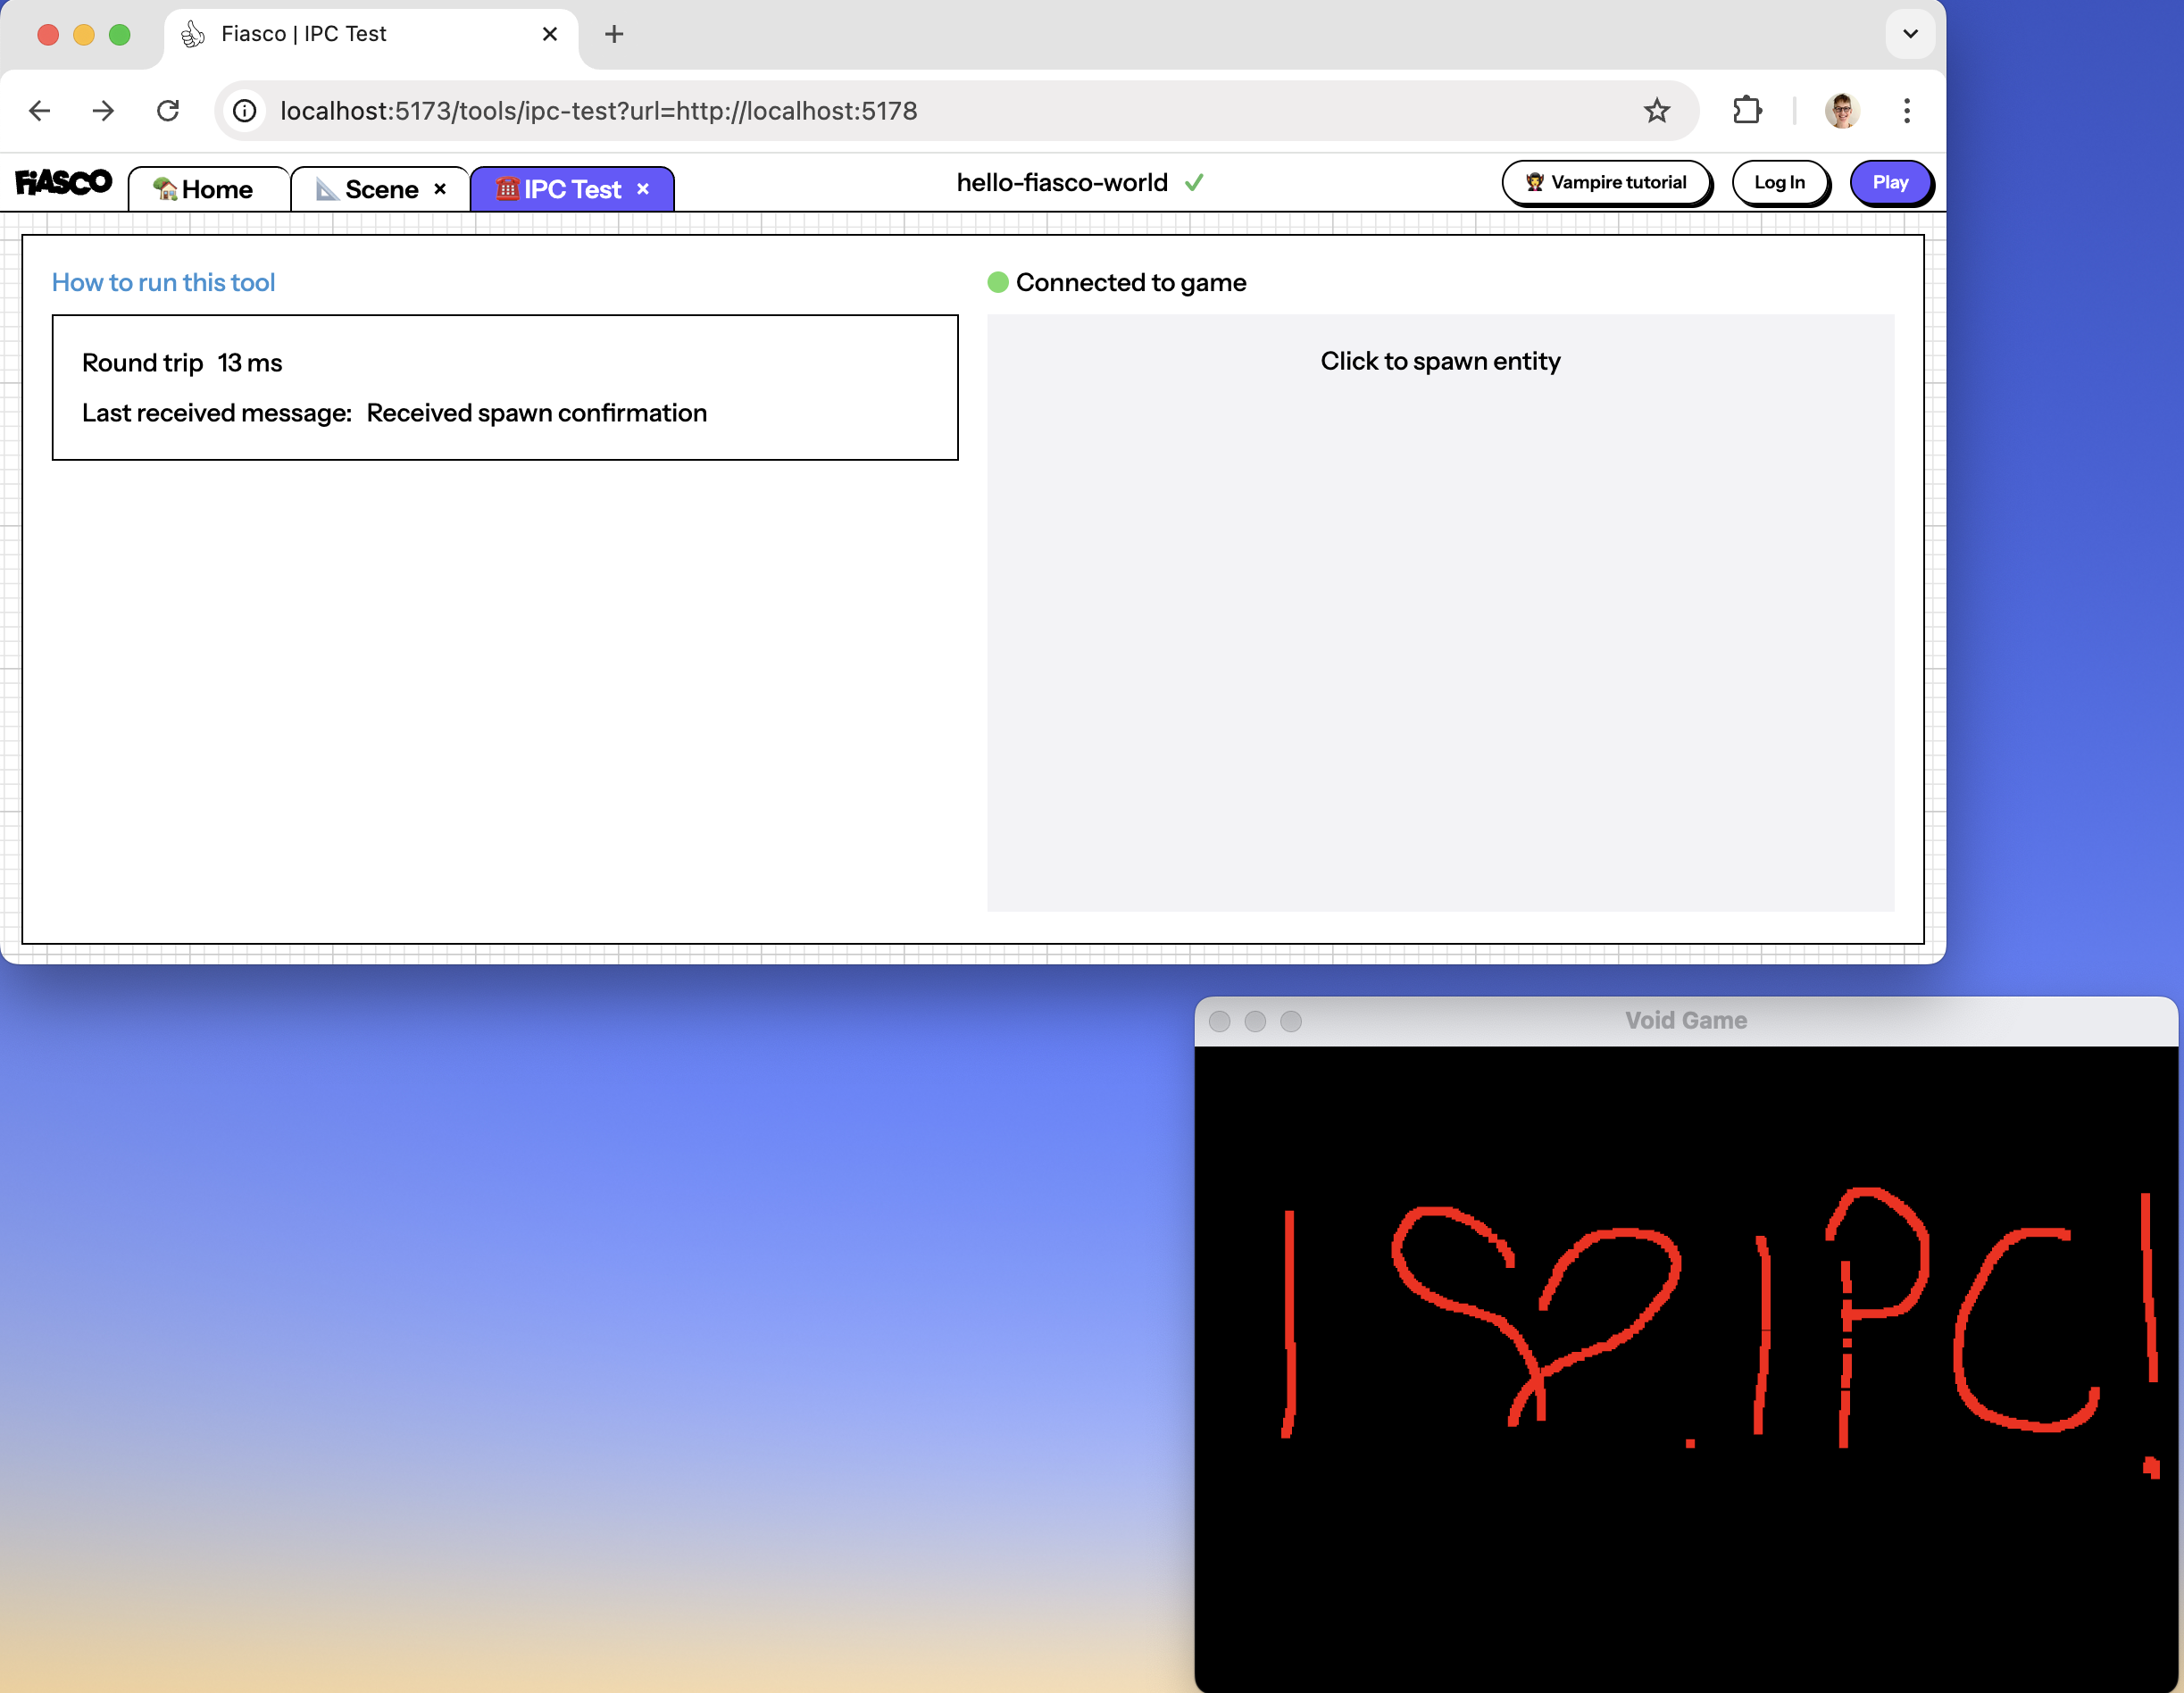 Fiasco | IPC Test
localhost:5173/tools/ipc-test?url=http://localhost:5178
FiASCO
Home
Scene ×
IPC Test ×
hello-fiasco-world
Vampire tutorial
Log In
Play
How to run this tool
Round trip 13 ms
Last received message: Received spawn confirmation
Connected to game
Click to spawn entity
Void Game
I ♥ . IPC!